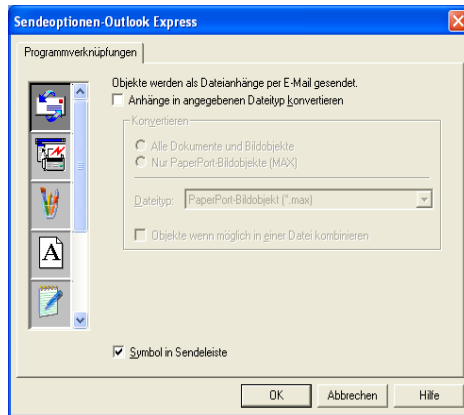 Sendeoptionen-Outlook Express
Programmverknüpfungen
Objekte werden als Dateianhänge per E-Mail gesendet.
Anhänge in angegebenen Dateityp konvertieren
Konvertieren
Alle Dokumente und Bildobjekte
Nur PaperPort-Bildobjekte (MAX)
Dateityp: PaperPort-Bildobjekt (*.max)
Objekte wenn möglich in einer Datei kombinieren
A
Symbol in Sendeleiste
OK Abbrechen Hilfe